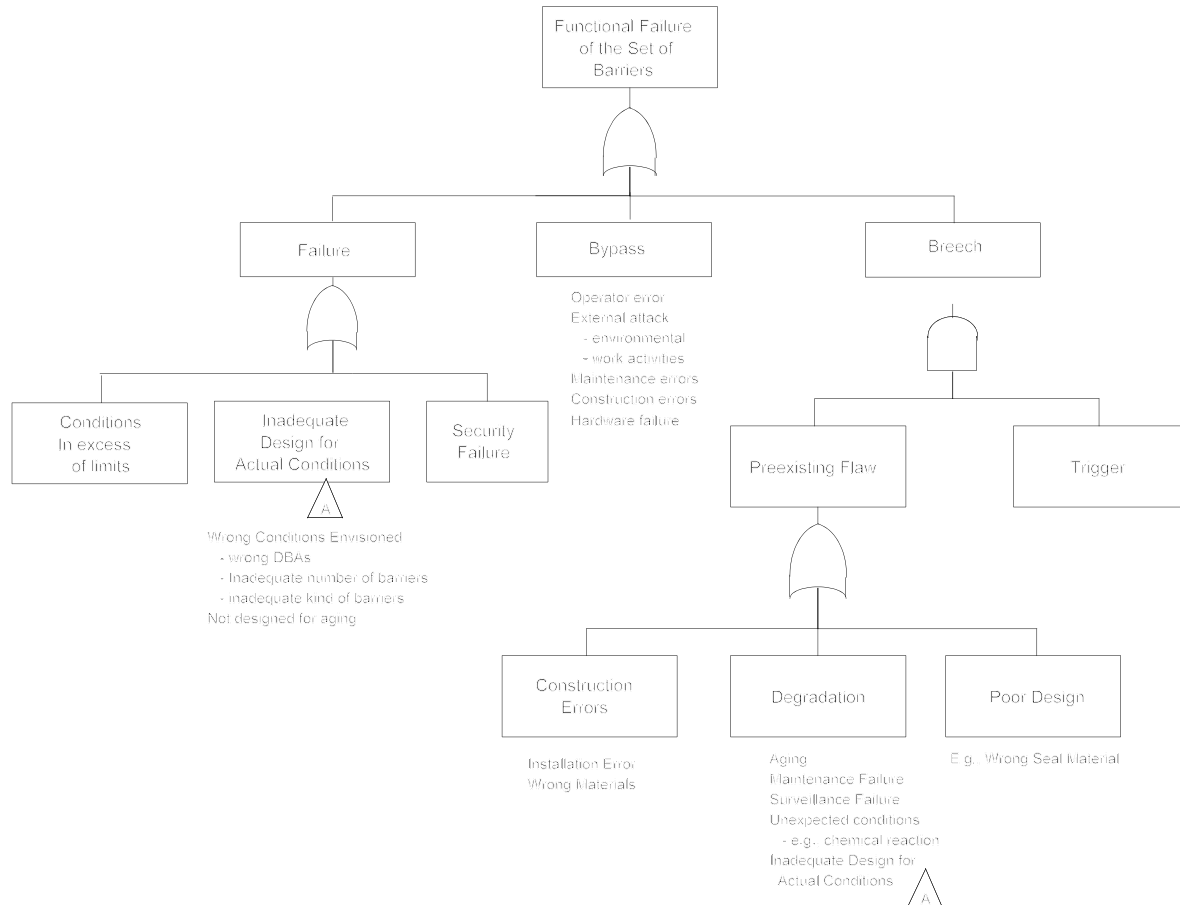 Functional Failure
of the Set of
Barriers
Failure
Bypass
Breech
Operator error
External attack
- environmental
- work activities
Maintenance errors
Construction errors
Hardware failure
Conditions
In excess
of limits
Inadequate
Design for
Actual Conditions
Security
Failure
A
Wrong Conditions Envisioned
- wrong DBAs
- Inadequate number of barriers
- inadequate kind of barriers
Not designed for aging
Preexisting Flaw
Trigger
Construction
Errors
Degradation
Poor Design
Installation Error
Wrong Materials
Aging
Maintenance Failure
Surveillance Failure
Unexpected conditions
- e.g. chemical reaction
Inadequate Design for
Actual Conditions
A
E.g. Wrong Seal Material